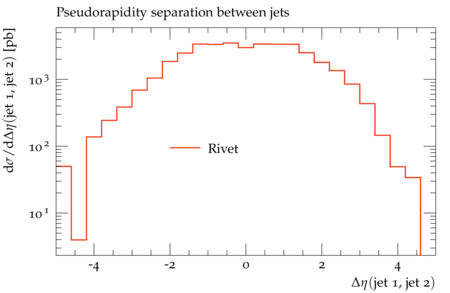 Pseudorapidity separation between jets
dσ/dΔη(jet 1, jet 2) [pb]
10³
10²
10¹
Rivet
-4 -2 0 2 4
Δη(jet 1, jet 2)